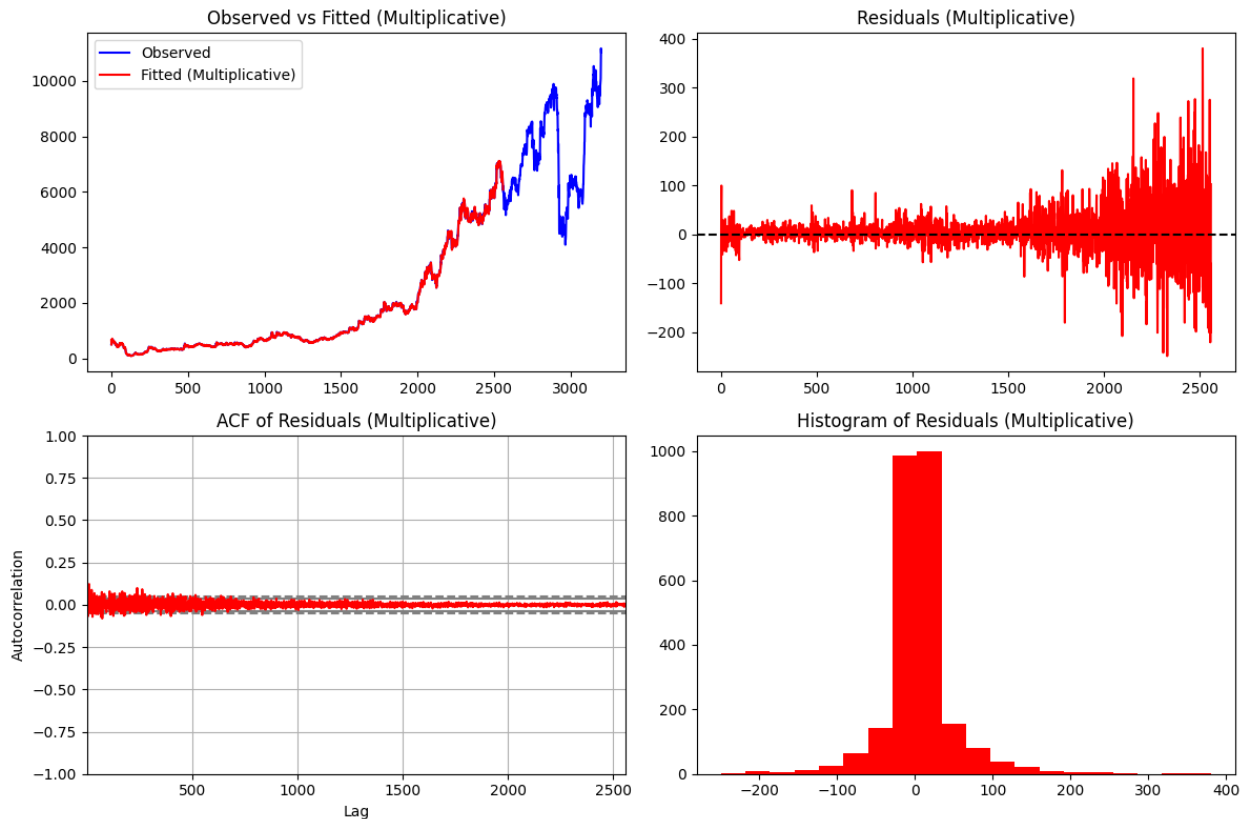 Observed vs Fitted (Multiplicative)
Observed
Fitted (Multiplicative)
10000
8000
6000
4000
2000
0
0 500 1000 1500 2000 2500 3000
Residuals (Multiplicative)
400
300
200
100
0
−100
−200
0 500 1000 1500 2000 2500
ACF of Residuals (Multiplicative)
Autocorrelation
1.00
0.75
0.50
0.25
0.00
−0.25
−0.50
−0.75
−1.00
500 1000 1500 2000 2500
Lag
Histogram of Residuals (Multiplicative)
1000
800
600
400
200
0
−200 −100 0 100 200 300 400